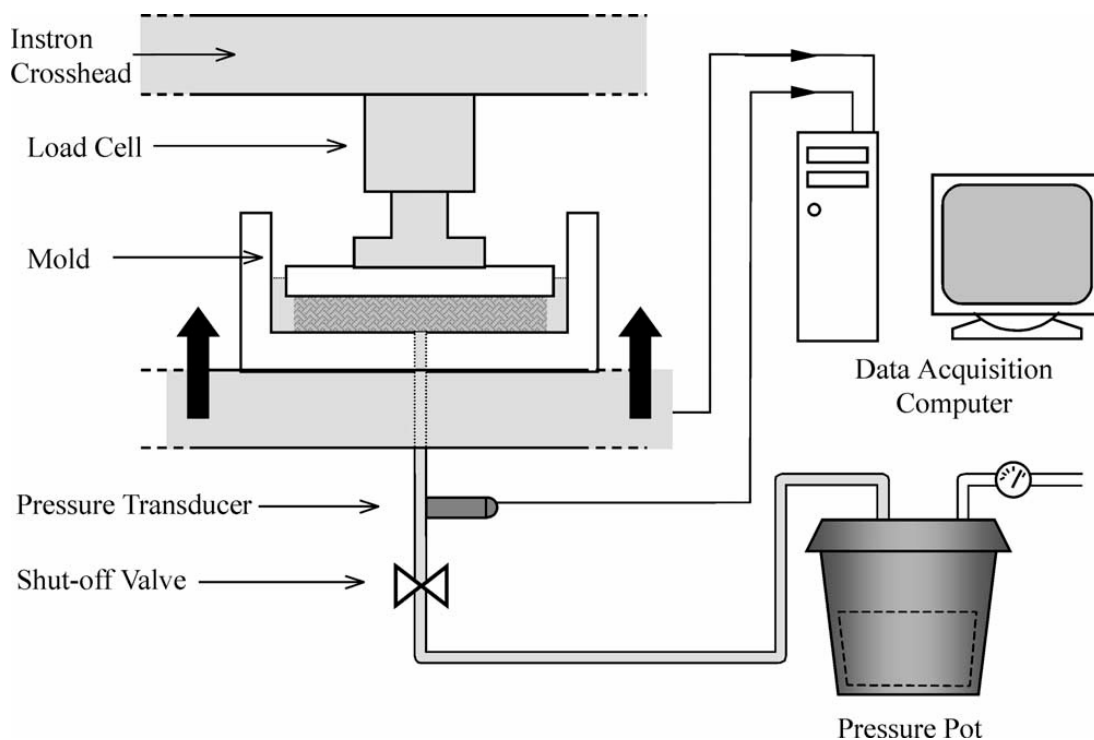 Instron
Crosshead
Load Cell
Mold
Data Acquisition
Computer
Pressure Transducer
Shut-off Valve
Pressure Pot